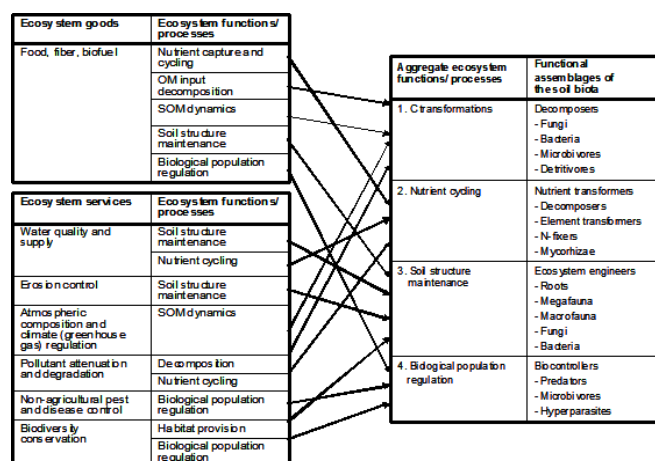 Ecosystem goods
Ecosystem functions/
processes
Food, fiber, biofuel
Nutrient capture and
cycling
OM input
decomposition
SOM dynamics
Soil structure
maintenance
Biological population
regulation
Ecosystem services
Ecosystem functions/
processes
Water quality and
supply
Soil structure
maintenance
Nutrient cycling
Erosion control
Soil structure
maintenance
Atmospheric
composition and
climate (greenhouse
gas) regulation
SOM dynamics
Pollutant attenuation
and degradation
Decomposition
Nutrient cycling
Non-agricultural pest
and disease control
Biological population
regulation
Biodiversity
conservation
Habitat provision
Biological population
regulation
Aggregate ecosystem
functions/ processes
Functional
assemblages of
the soil biota
1. C transformations
Decomposers
- Fungi
- Bacteria
- Microbivores
- Detritivores
2. Nutrient cycling
Nutrient transformers
- Decomposers
- Element transformers
- N-fixers
- Mycorrhizae
3. Soil structure
maintenance
Ecosystem engineers
- Roots
- Megafauna
- Macrofauna
- Fungi
- Bacteria
4. Biological population
regulation
Biocontrollers
- Predators
- Microbivores
- Hyperparasites